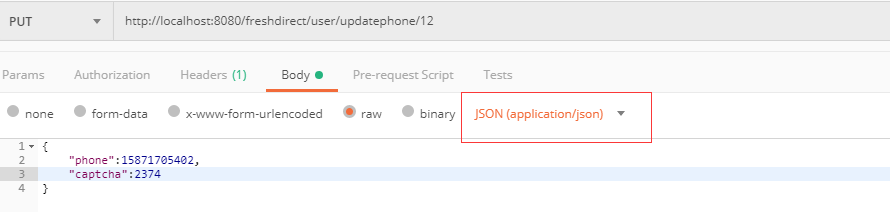 PUT http://localhost:8080/freshdirect/user/updatephone/12
Params Authorization Headers (1) Body Pre-request Script Tests
none form-data x-www-form-urlencoded raw binary JSON (application/json)
1 {
2 "phone":15871705402,
3 "captcha":2374
4 }